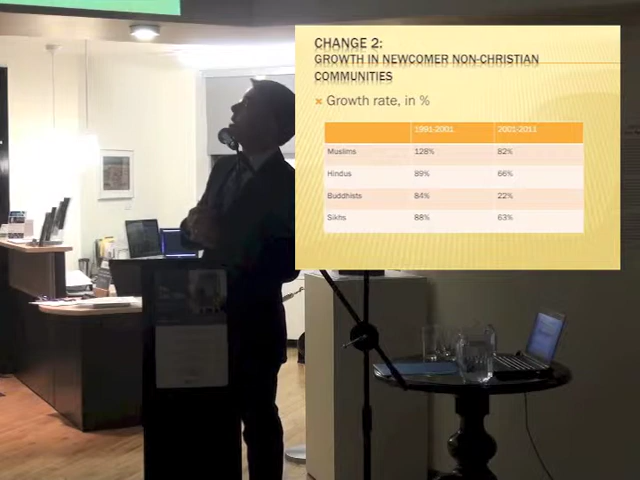 CHANGE 2:
GROWTH IN NEWCOMER NON-CHRISTIAN
COMMUNITIES
Growth rate, in %
1991-2001 2001-2011
Muslims 128% 82%
Hindus 89% 66%
Buddhists 84% 22%
Sikhs 88% 63%